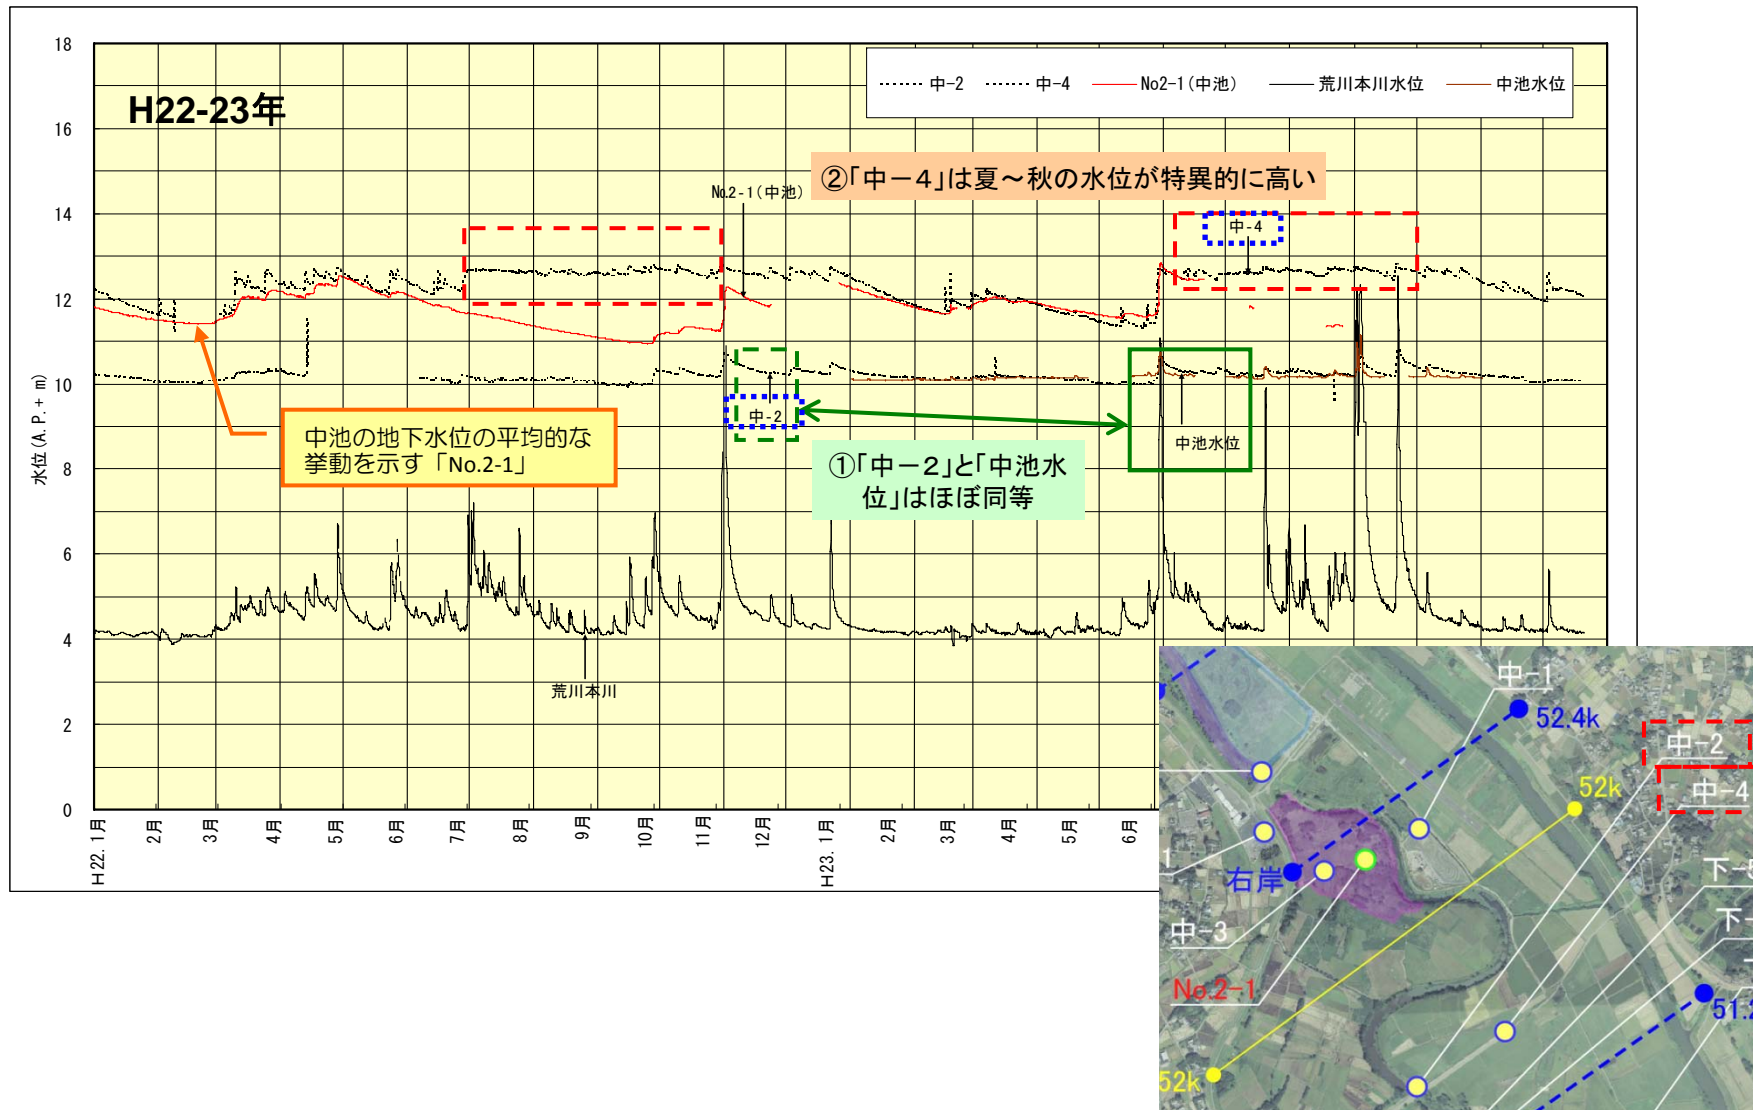 18
16
14
12
10
8
6
4
2
0
水位(A.P.+m)
H22-23年
中-2
中-4
No2-1(中池)
荒川本川水位
中池水位
②「中－4」は夏～秋の水位が特異的に高い
No.2-1(中池)
中-4
中-2
中池水位
中池の地下水位の平均的な
挙動を示す「No.2-1」
①「中－2」と「中池水
位」はほぼ同等
荒川本川
H22. 1月
2月
3月
4月
5月
6月
7月
8月
9月
10月
11月
12月
H23. 1月
2月
3月
4月
5月
6月
中-1
52.4k
中-2
52k
中-4
右岸
下-
中-3
下-
No.2-1
51.2
52k